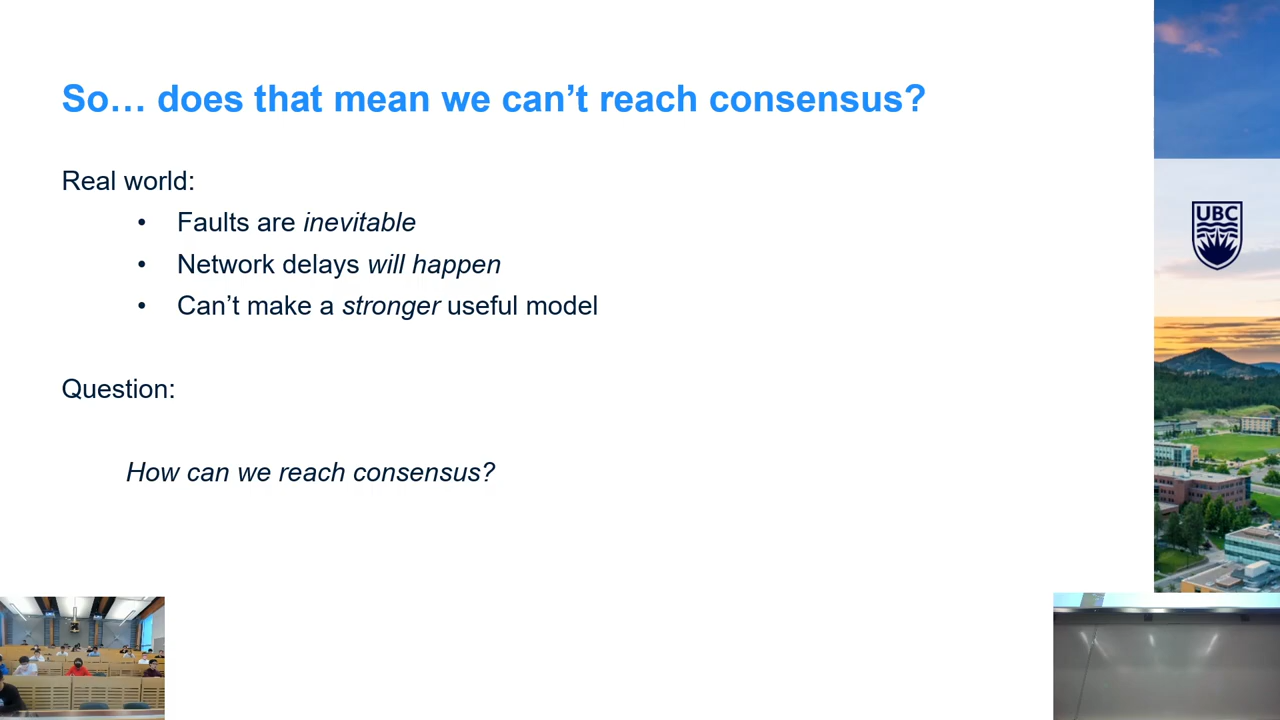 So… does that mean we can’t reach consensus?
Real world:
• Faults are inevitable
• Network delays will happen
• Can’t make a stronger useful model
Question:
How can we reach consensus?
UBC